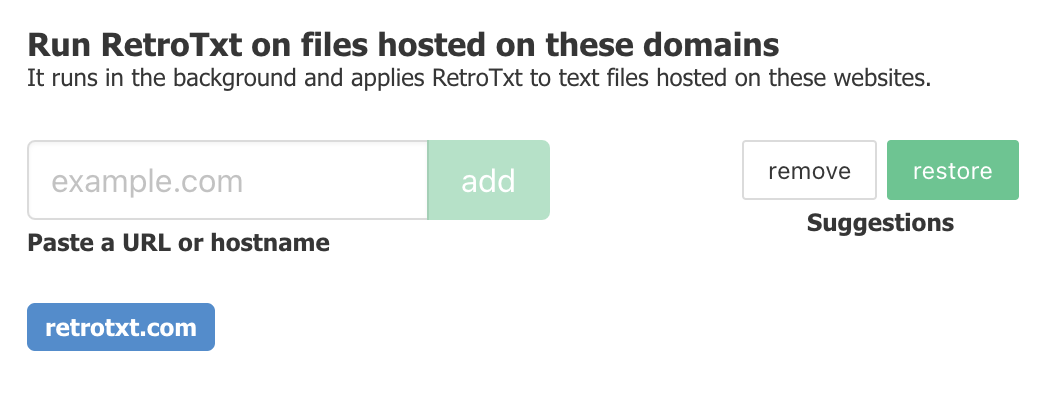 Run RetroTxt on files hosted on these domains
It runs in the background and applies RetroTxt to text files hosted on these websites.
example.com add
remove restore
Paste a URL or hostname
Suggestions
retrotxt.com